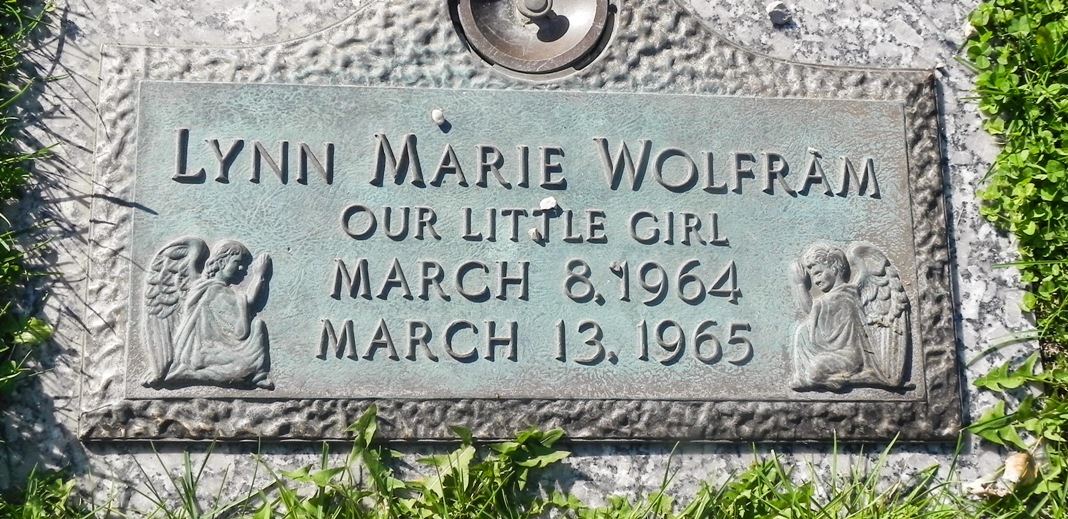 LYNN MARIE WOLFRAM
OUR LITTLE GIRL
MARCH 8, 1964
MARCH 13, 1965